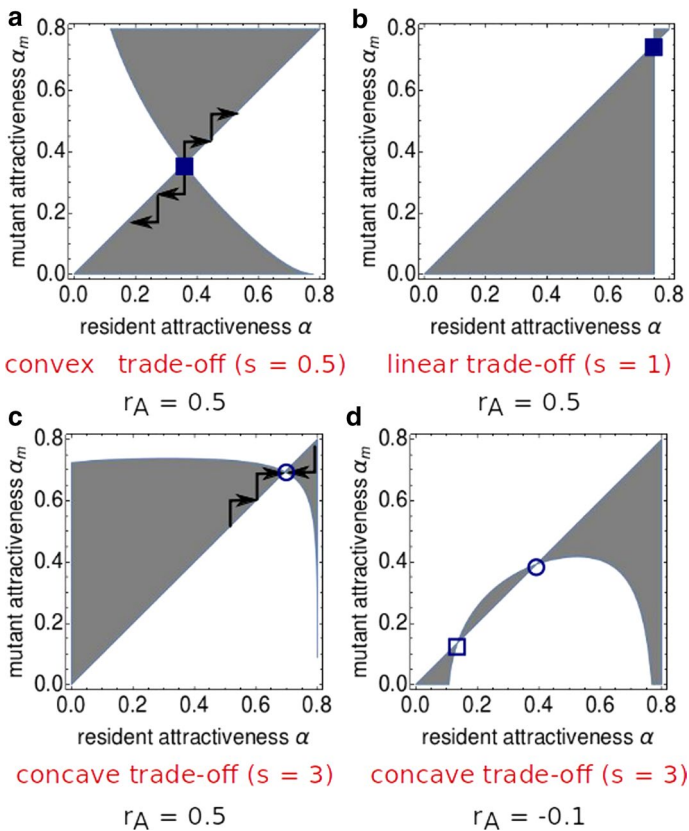 a
mutant attractiveness αm
0.8
0.6
0.4
0.2
0.0
0.0 0.2 0.4 0.6 0.8
resident attractiveness α
convex trade-off (s = 0.5)
rA = 0.5
b
mutant attractiveness αm
0.8
0.6
0.4
0.2
0.0
0.0 0.2 0.4 0.6 0.8
resident attractiveness α
linear trade-off (s = 1)
rA = 0.5
c
mutant attractiveness αm
0.8
0.6
0.4
0.2
0.0
0.0 0.2 0.4 0.6 0.8
resident attractiveness α
concave trade-off (s = 3)
rA = 0.5
d
mutant attractiveness αm
0.8
0.6
0.4
0.2
0.0
0.0 0.2 0.4 0.6 0.8
resident attractiveness α
concave trade-off (s = 3)
rA = -0.1